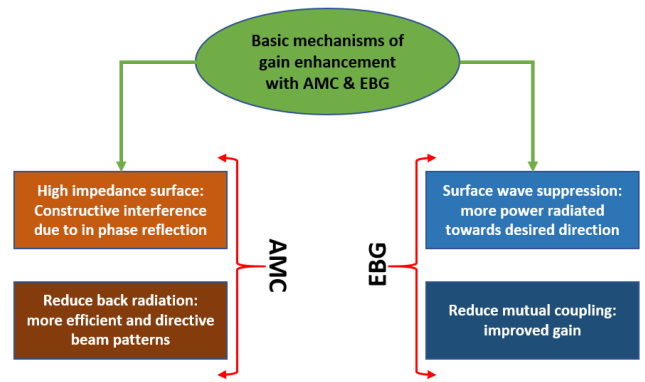 Basic mechanisms of
gain enhancement
with AMC & EBG
High impedance surface:
Constructive interference
due to in phase reflection
Reduce back radiation:
more efficient and directive
beam patterns
AMC
EBG
Surface wave suppression:
more power radiated
towards desired direction
Reduce mutual coupling:
improved gain